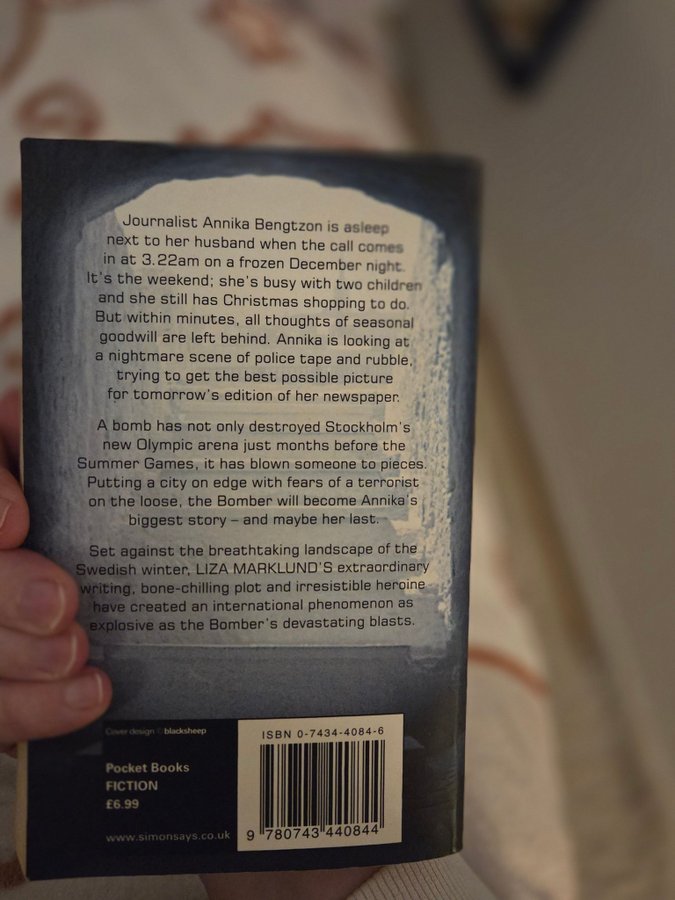 Journalist Annika Bengtzon is asleep
next to her husband when the call comes
in at 3.22am on a frozen December night.
It's the weekend; she's busy with two children
and she still has Christmas shopping to do.
But within minutes, all thoughts of seasonal
goodwill are left behind. Annika is looking at
a nightmare scene of police tape and rubble,
trying to get the best possible picture
for tomorrow's edition of her newspaper.
A bomb has not only destroyed Stockholm's
new Olympic arena just months before the
Summer Games, it has blown someone to pieces.
Putting a city on edge with fears of a terrorist
on the loose, the Bomber will become Annika's
biggest story – and maybe her last.
Set against the breathtaking landscape of the
Swedish winter, LIZA MARKLUND'S extraordinary
writing, bone-chilling plot and irresistible heroine
have created an international phenomenon as
explosive as the Bomber's devastating blasts.
Cover design © blacksheep
Pocket Books
FICTION
£6.99
www.simonsays.co.uk
ISBN 0-7434-4084-6
9 780743 440844